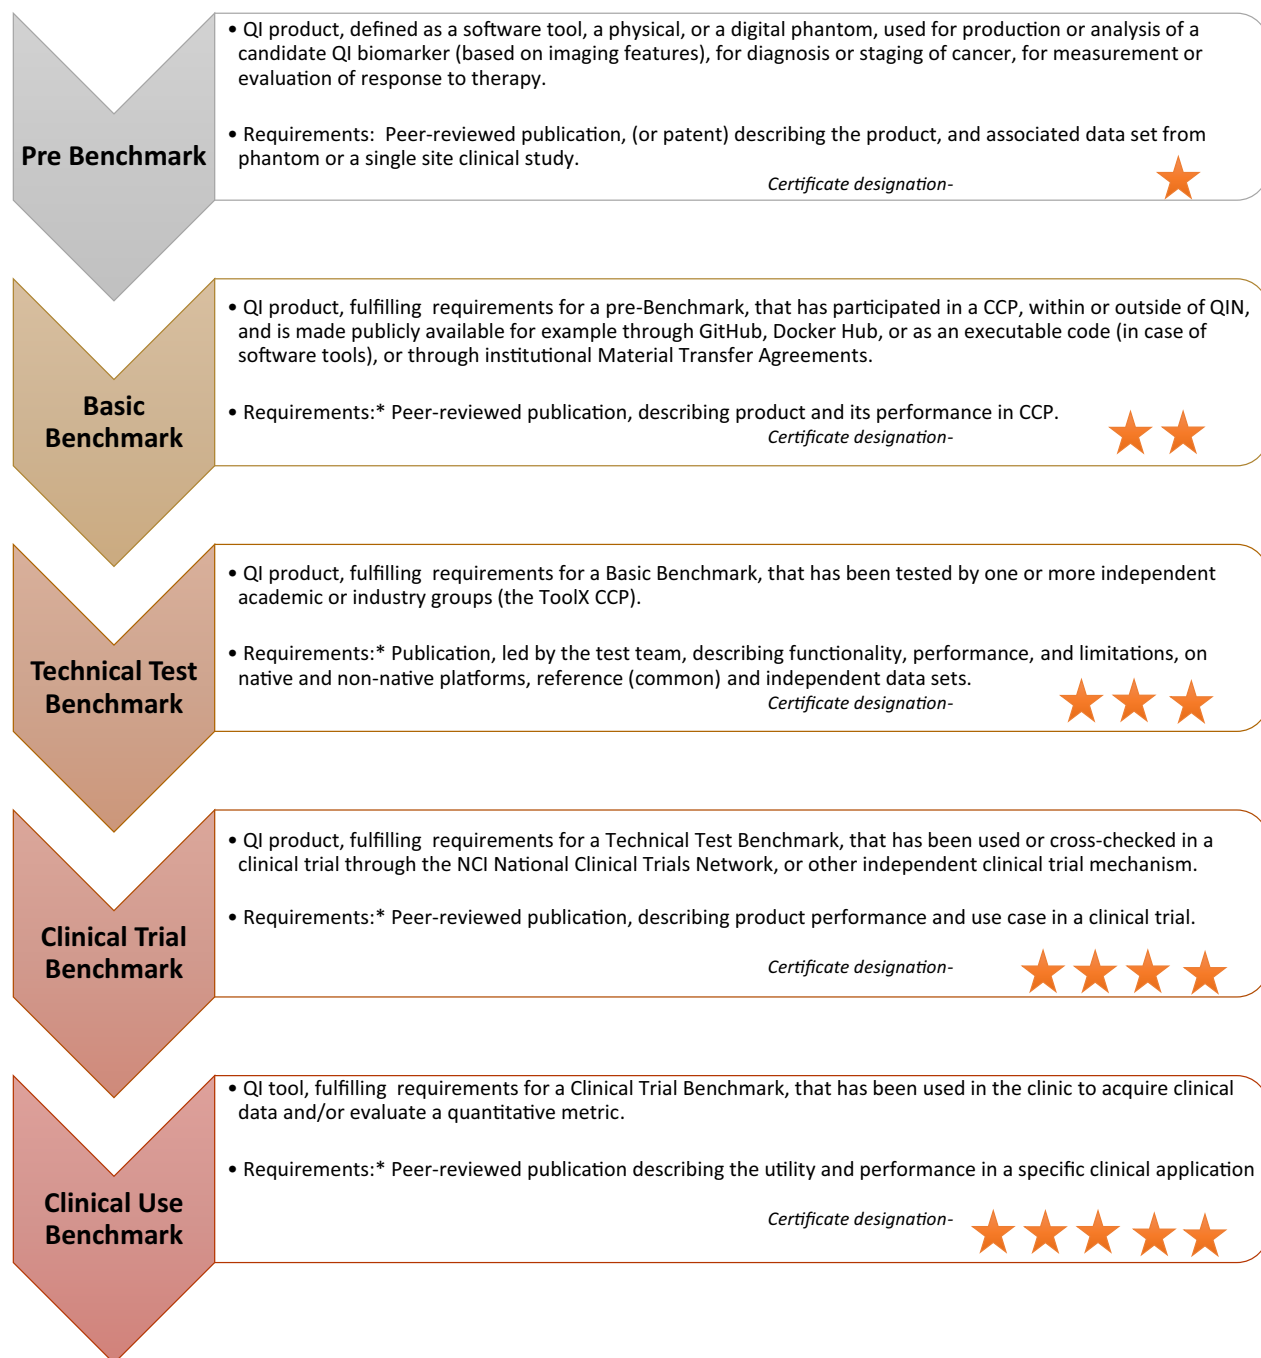 Pre Benchmark
• QI product, defined as a software tool, a physical, or a digital phantom, used for production or analysis of a
candidate QI biomarker (based on imaging features), for diagnosis or staging of cancer, for measurement or
evaluation of response to therapy.
• Requirements:  Peer-reviewed publication, (or patent) describing the product, and associated data set from
phantom or a single site clinical study.
Certificate designation-
Basic
Benchmark
• QI product, fulfilling  requirements for a pre-Benchmark, that has participated in a CCP, within or outside of QIN,
and is made publicly available for example through GitHub, Docker Hub, or as an executable code (in case of
software tools), or through institutional Material Transfer Agreements.
• Requirements:* Peer-reviewed publication, describing product and its performance in CCP.
Certificate designation-
Technical Test
Benchmark
• QI product, fulfilling  requirements for a Basic Benchmark, that has been tested by one or more independent
academic or industry groups (the ToolX CCP).
• Requirements:* Publication, led by the test team, describing functionality, performance, and limitations, on
native and non-native platforms, reference (common) and independent data sets.
Certificate designation-
Clinical Trial
Benchmark
• QI product, fulfilling  requirements for a Technical Test Benchmark, that has been used or cross-checked in a
clinical trial through the NCI National Clinical Trials Network, or other independent clinical trial mechanism.
• Requirements:* Peer-reviewed publication, describing product performance and use case in a clinical trial.
Certificate designation-
Clinical Use
Benchmark
• QI tool, fulfilling  requirements for a Clinical Trial Benchmark, that has been used in the clinic to acquire clinical
data and/or evaluate a quantitative metric.
• Requirements:* Peer-reviewed publication describing the utility and performance in a specific clinical application
Certificate designation-